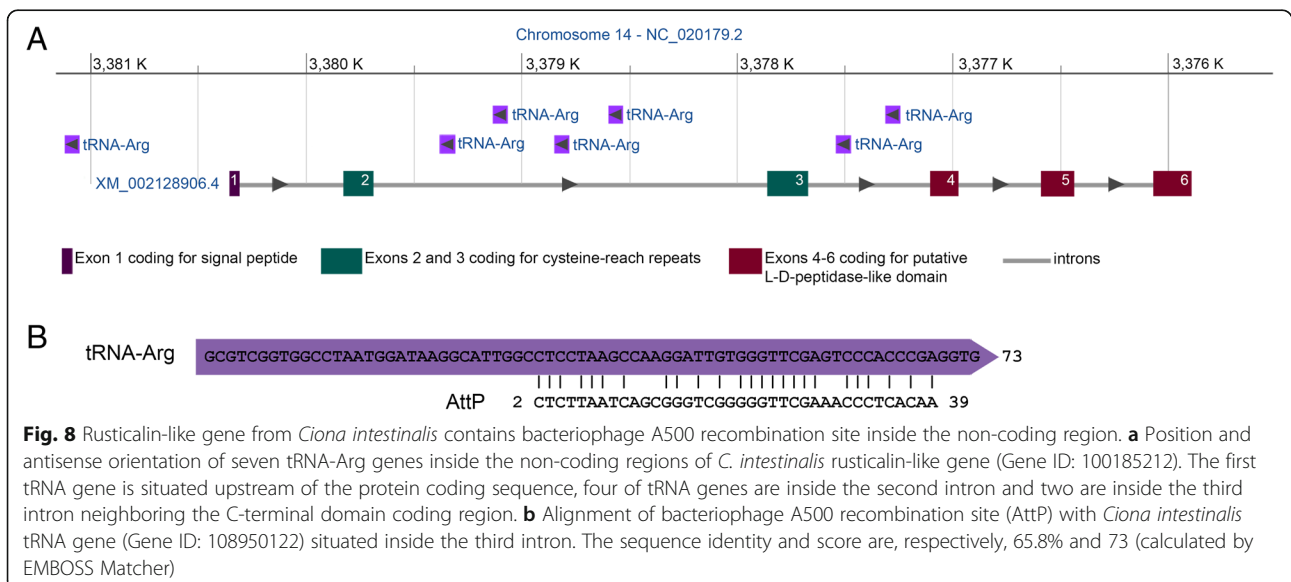 A
Chromosome 14 - NC_020179.2
3,381 K 3,380 K 3,379 K 3,378 K 3,377 K 3,376 K
tRNA-Arg tRNA-Arg tRNA-Arg
tRNA-Arg tRNA-Arg tRNA-Arg tRNA-Arg
XM_002128906.4 1 2 3 4 5 6
Exon 1 coding for signal peptide Exons 2 and 3 coding for cysteine-reach repeats Exons 4-6 coding for putative introns
L-D-peptidase-like domain
B
tRNA-Arg GCGTCGGTGGCCTAATGGATAAGGCATTGGCCTCCTAAGCCAAGGATTGTGGGTTCGAGTCCCACCCGAGGTG 73
AttP 2 CTCTTAATCAGCGGGTCGGGGGTTCGAAACCCTCACAA 39
Fig. 8 Rusticalin-like gene from Ciona intestinalis contains bacteriophage A500 recombination site inside the non-coding region. a Position and
antisense orientation of seven tRNA-Arg genes inside the non-coding regions of C. intestinalis rusticalin-like gene (Gene ID: 100185212). The first
tRNA gene is situated upstream of the protein coding sequence, four of tRNA genes are inside the second intron and two are inside the third
intron neighboring the C-terminal domain coding region. b Alignment of bacteriophage A500 recombination site (AttP) with Ciona intestinalis
tRNA gene (Gene ID: 108950122) situated inside the third intron. The sequence identity and score are, respectively, 65.8% and 73 (calculated by
EMBOSS Matcher)